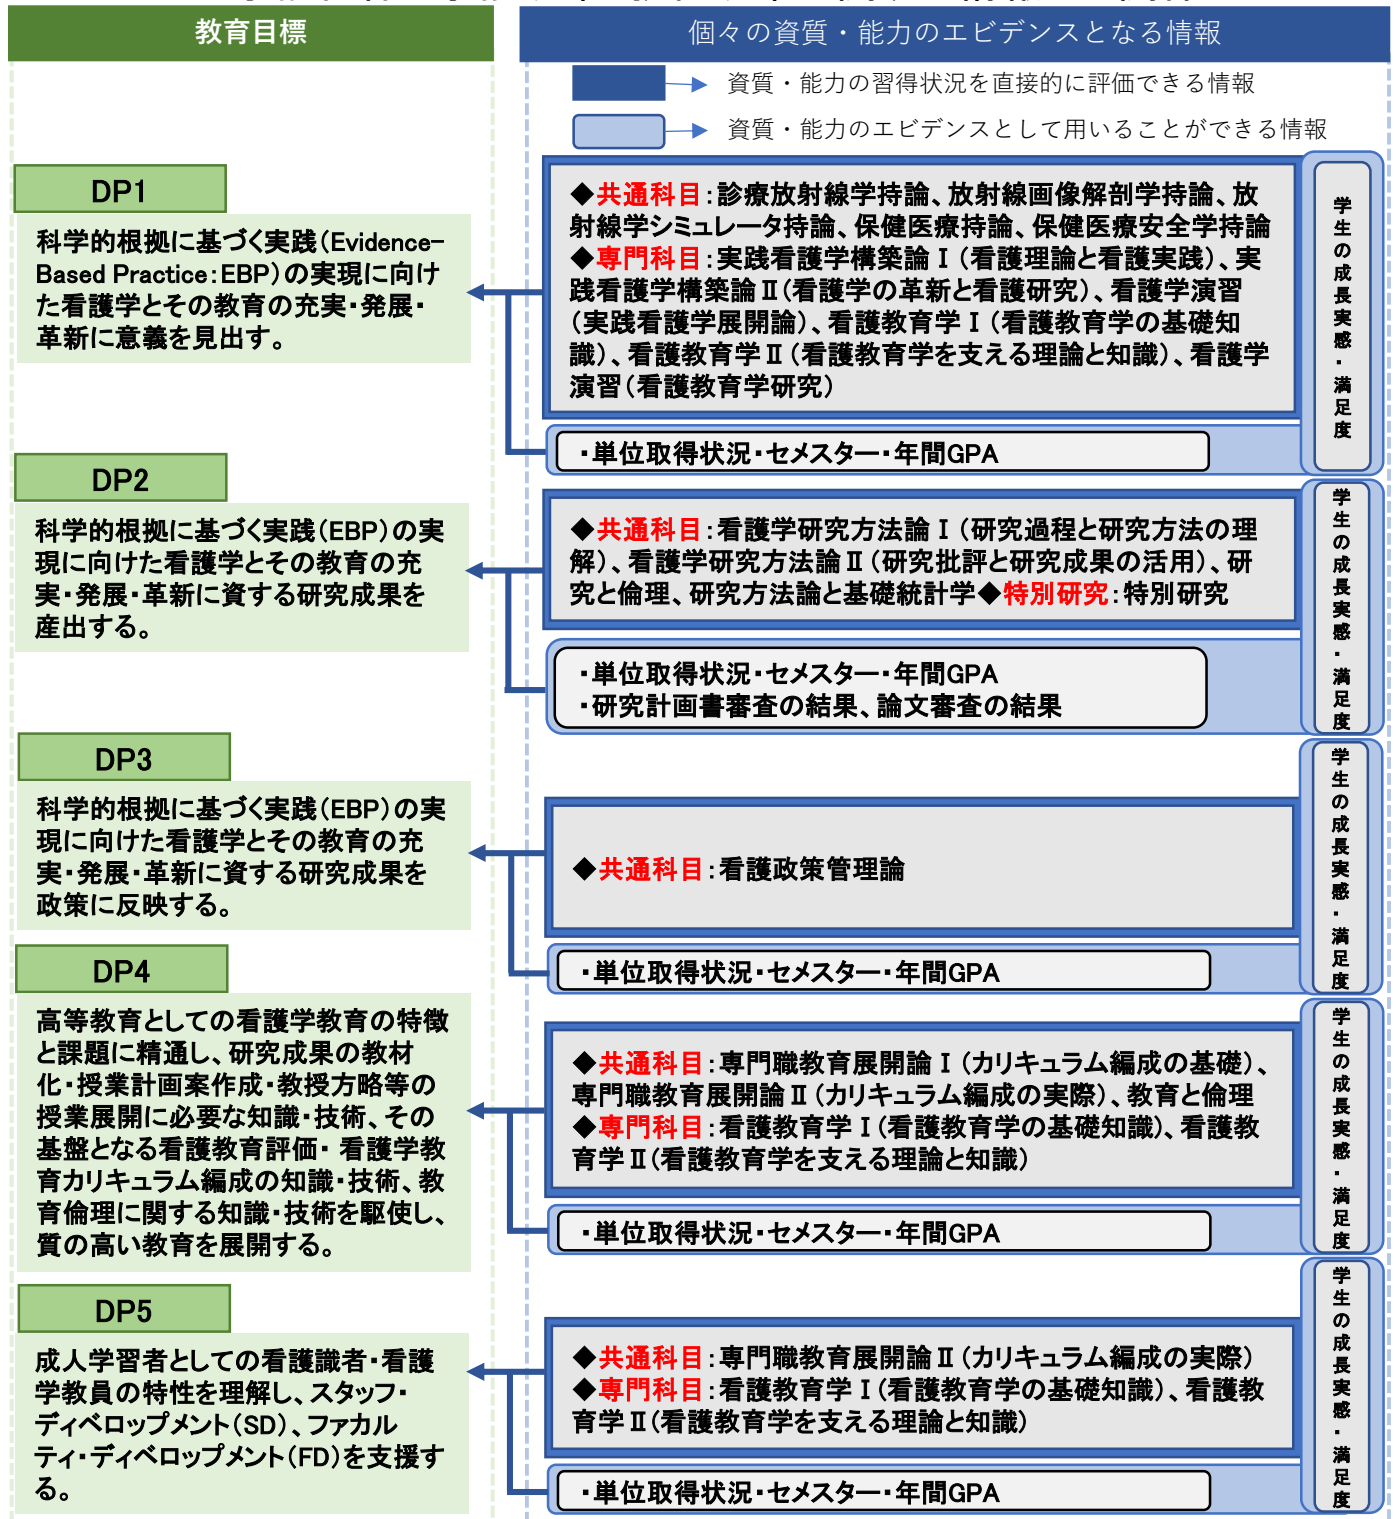 教育目標
個々の資質・能力のエビデンスとなる情報
資質・能力の習得状況を直接的に評価できる情報
資質・能力のエビデンスとして用いることができる情報
DP1
科学的根拠に基づく実践(Evidence-
Based Practice:EBP)の実現に向け
た看護学とその教育の充実・発展・
革新に意義を見出す。
◆共通科目:診療放射線学持論、放射線画像解剖学持論、放
射線学シミュレータ持論、保健医療持論、保健医療安全学持論
◆専門科目:実践看護学構築論Ⅰ(看護理論と看護実践)、実
践看護学構築論Ⅱ(看護学の革新と看護研究)、看護学演習
(実践看護学展開論)、看護教育学Ⅰ(看護教育学の基礎知
識)、看護教育学Ⅱ(看護教育学を支える理論と知識)、看護学
演習(看護教育学研究)
・単位取得状況・セメスター・年間GPA
学生の成長実感・満足度
DP2
科学的根拠に基づく実践(EBP)の実
現に向けた看護学とその教育の充
実・発展・革新に資する研究成果を
産出する。
◆共通科目:看護学研究方法論Ⅰ(研究過程と研究方法の理
解)、看護学研究方法論Ⅱ(研究批評と研究成果の活用)、研
究と倫理、研究方法論と基礎統計学◆特別研究:特別研究
・単位取得状況・セメスター・年間GPA
・研究計画書審査の結果、論文審査の結果
学生の成長実感・満足度
DP3
科学的根拠に基づく実践(EBP)の実
現に向けた看護学とその教育の充
実・発展・革新に資する研究成果を
政策に反映する。
◆共通科目:看護政策管理論
・単位取得状況・セメスター・年間GPA
学生の成長実感・満足度
DP4
高等教育としての看護学教育の特徴
と課題に精通し、研究成果の教材
化・授業計画案作成・教授方略等の
授業展開に必要な知識・技術、その
基盤となる看護教育評価・ 看護学教
育カリキュラム編成の知識・技術、教
育倫理に関する知識・技術を駆使し、
質の高い教育を展開する。
◆共通科目:専門職教育展開論Ⅰ(カリキュラム編成の基礎)、
専門職教育展開論Ⅱ(カリキュラム編成の実際)、教育と倫理
◆専門科目:看護教育学Ⅰ(看護教育学の基礎知識)、看護教
育学Ⅱ(看護教育学を支える理論と知識)
・単位取得状況・セメスター・年間GPA
学生の成長実感・満足度
DP5
成人学習者としての看護識者・看護
学教員の特性を理解し、スタッフ・
ディベロップメント(SD)、ファカル
ティ・ディベロップメント(FD)を支援す
る。
◆共通科目:専門職教育展開論Ⅱ(カリキュラム編成の実際)
◆専門科目:看護教育学Ⅰ(看護教育学の基礎知識)、看護教
育学Ⅱ(看護教育学を支える理論と知識)
・単位取得状況・セメスター・年間GPA
学生の成長実感・満足度